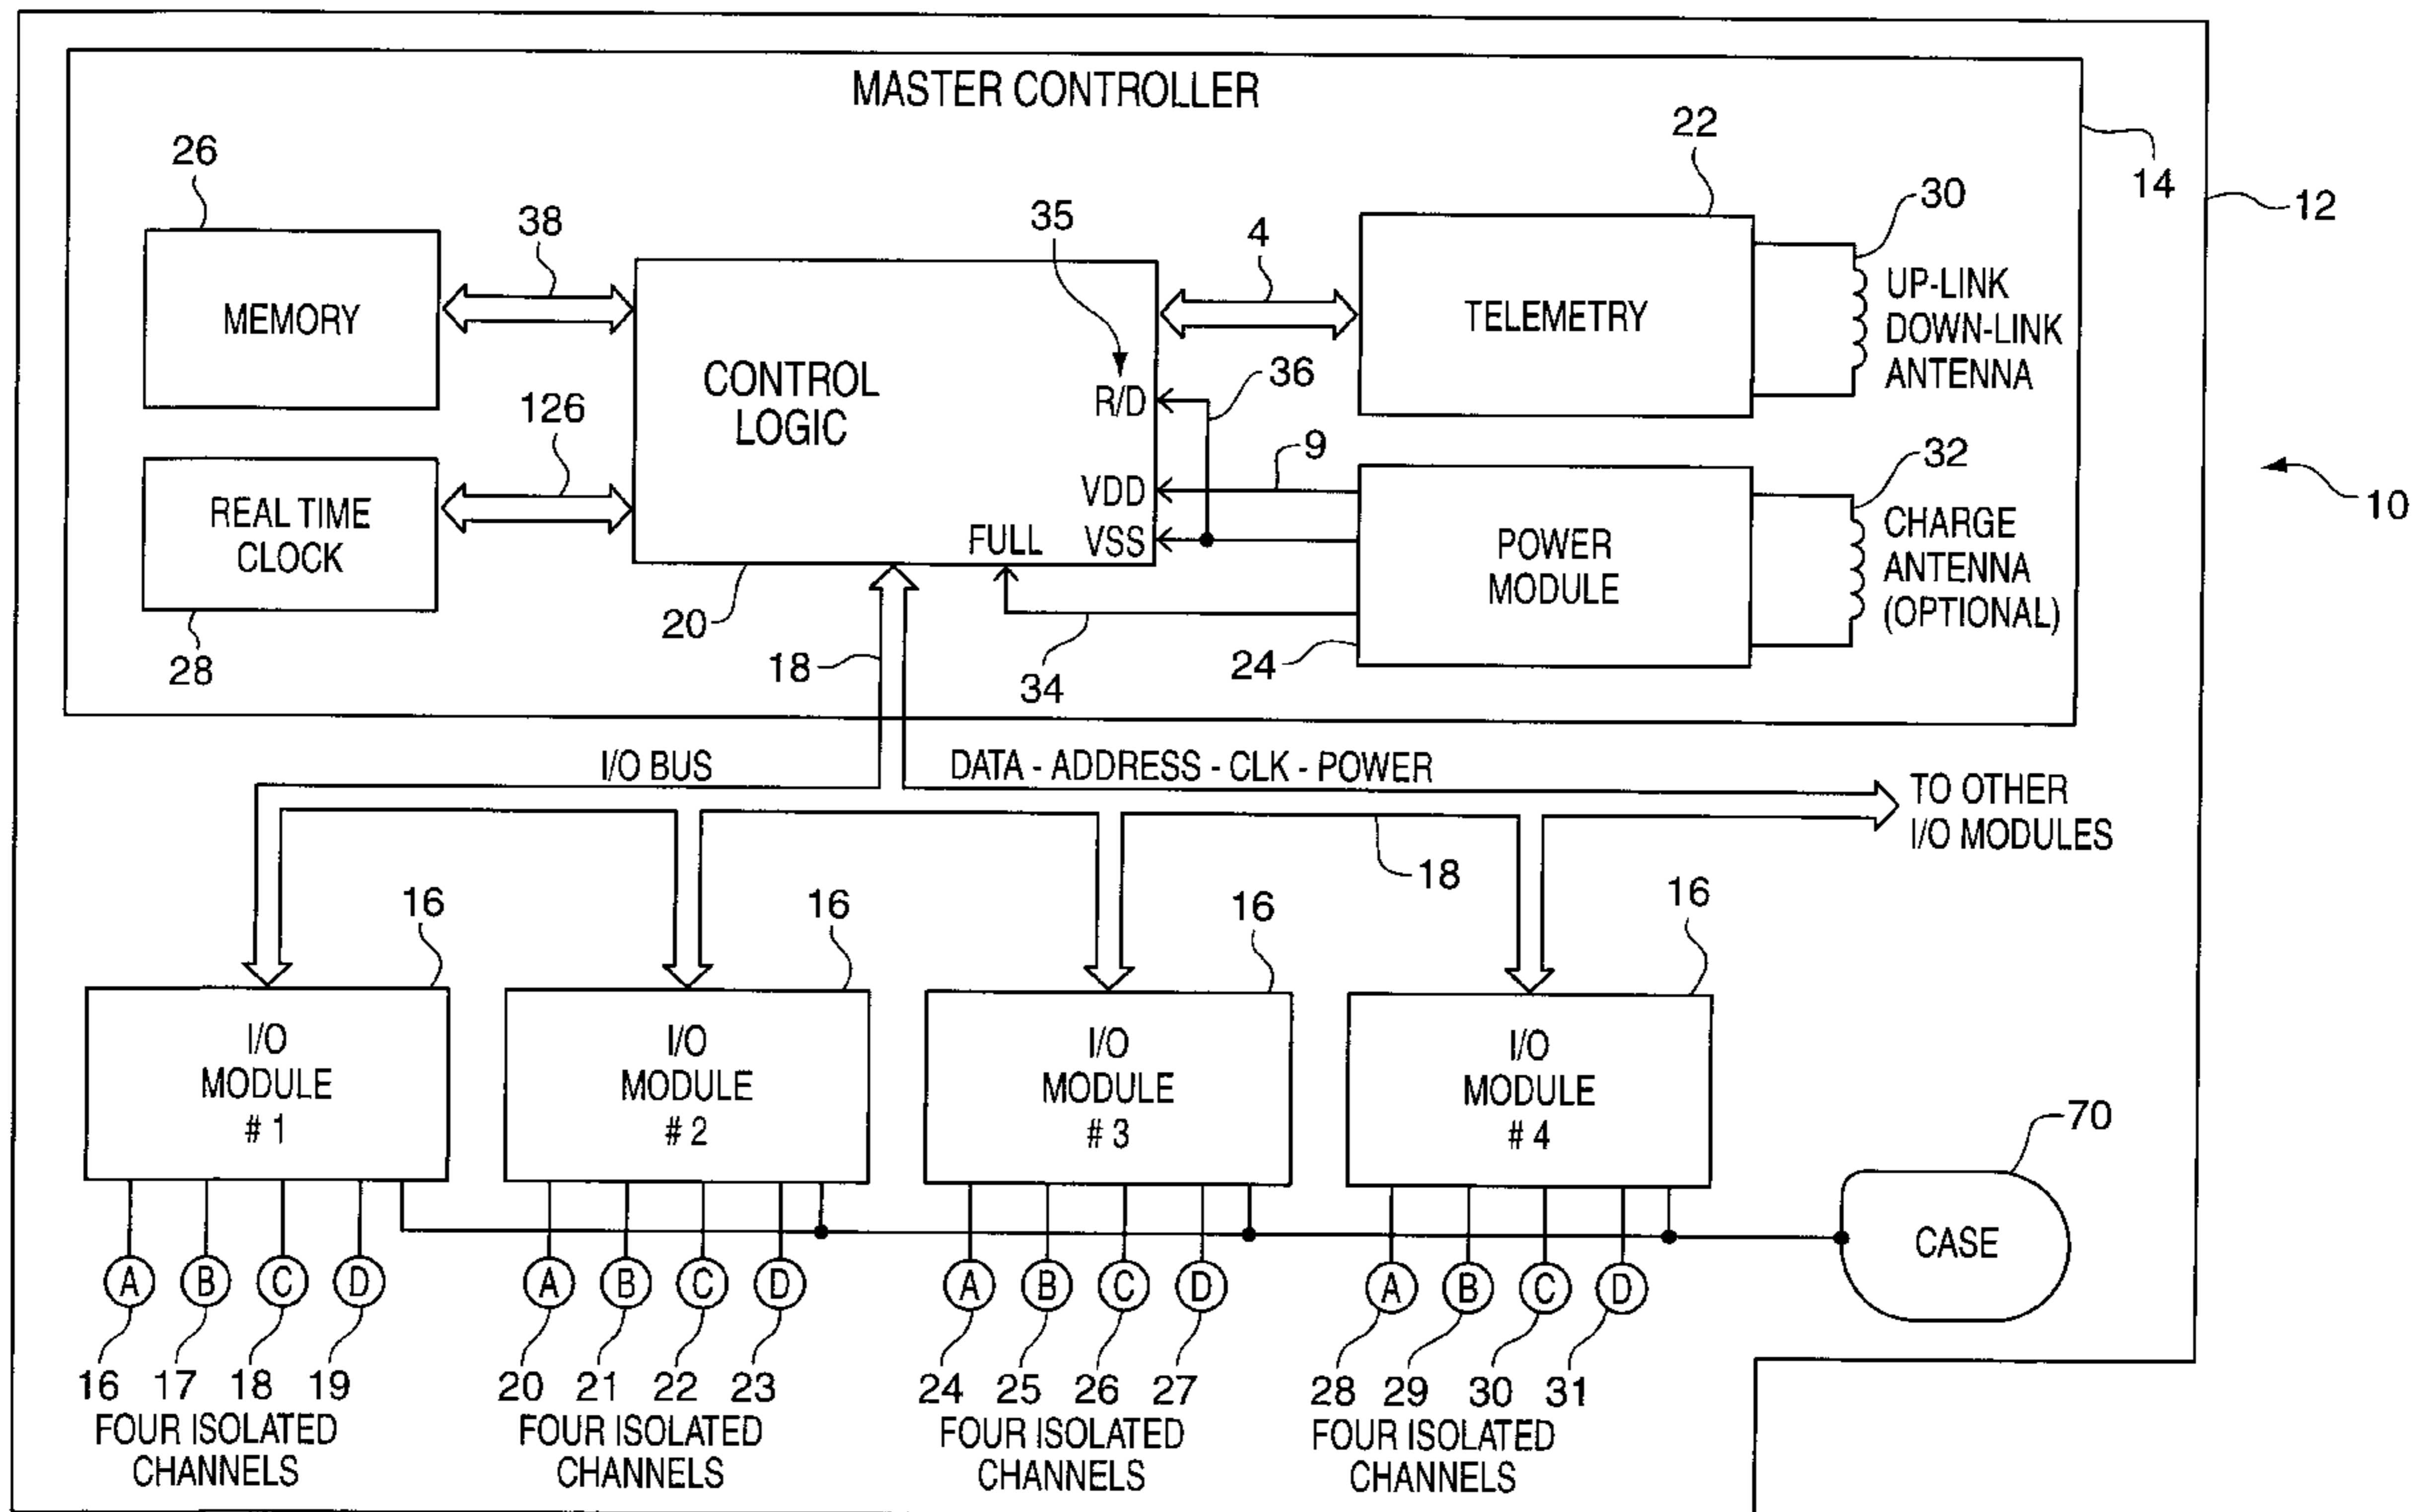 MASTER CONTROLLER
22
26
14
30
12
38
35
4
MEMORY
CONTROL
LOGIC
TELEMETRY
UP-LINK
DOWN-LINK
ANTENNA
R/D
36
126
9
32
10
REAL TIME
CLOCK
VDD
VSS
FULL
POWER
MODULE
CHARGE
ANTENNA
(OPTIONAL)
28
20
18
34
24
I/O BUS
DATA - ADDRESS - CLK - POWER
TO OTHER
I/O MODULES
18
16
16
16
16
I/O
MODULE
# 1
I/O
MODULE
# 2
I/O
MODULE
# 3
I/O
MODULE
# 4
70
CASE
A B C D
A B C D
A B C D
A B C D
16 17 18 19
20 21 22 23
24 25 26 27
28 29 30 31
FOUR ISOLATED
CHANNELS
FOUR ISOLATED
CHANNELS
FOUR ISOLATED
CHANNELS
FOUR ISOLATED
CHANNELS